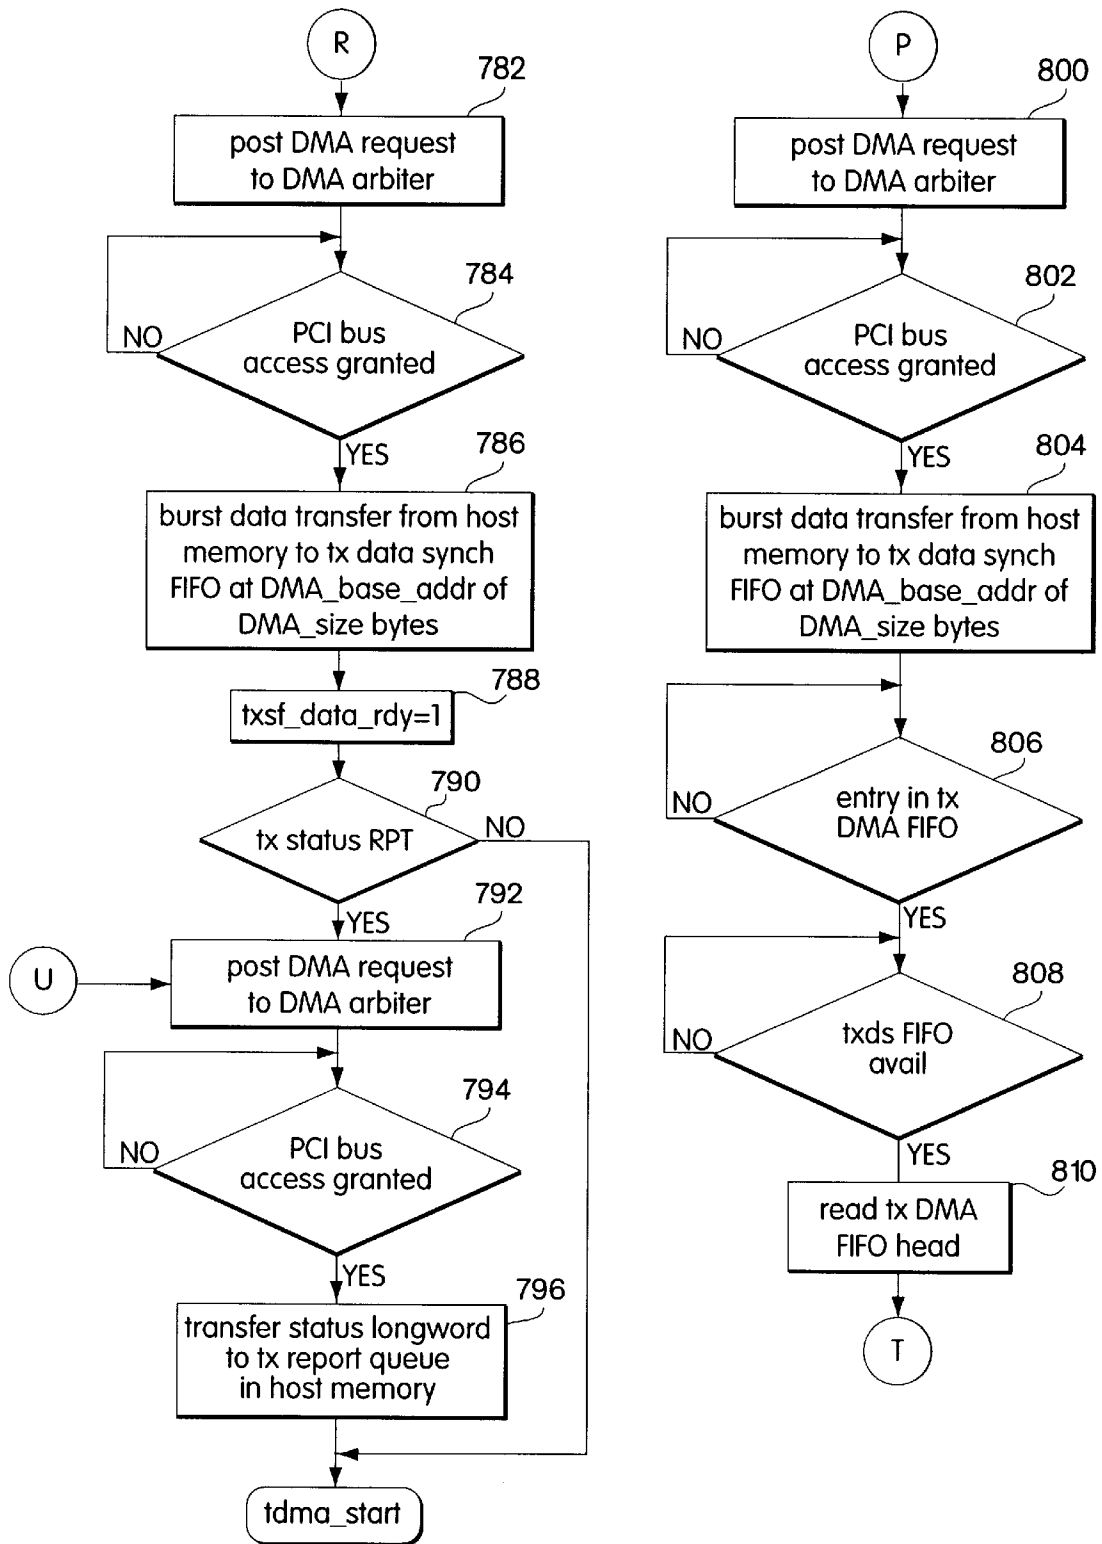 R
782
post DMA request
to DMA arbiter
784
NO
PCI bus
access granted
YES
786
burst data transfer from host
memory to tx data synch
FIFO at DMA_base_addr of
DMA_size bytes
788
txsf_data_rdy=1
790
tx status RPT
NO
YES
792
U
post DMA request
to DMA arbiter
794
NO
PCI bus
access granted
YES
796
transfer status longword
to tx report queue
in host memory
tdma_start
P
800
post DMA request
to DMA arbiter
802
NO
PCI bus
access granted
YES
804
burst data transfer from host
memory to tx data synch
FIFO at DMA_base_addr of
DMA_size bytes
806
NO
entry in tx
DMA FIFO
YES
808
NO
txds FIFO
avail
YES
810
read tx DMA
FIFO head
T